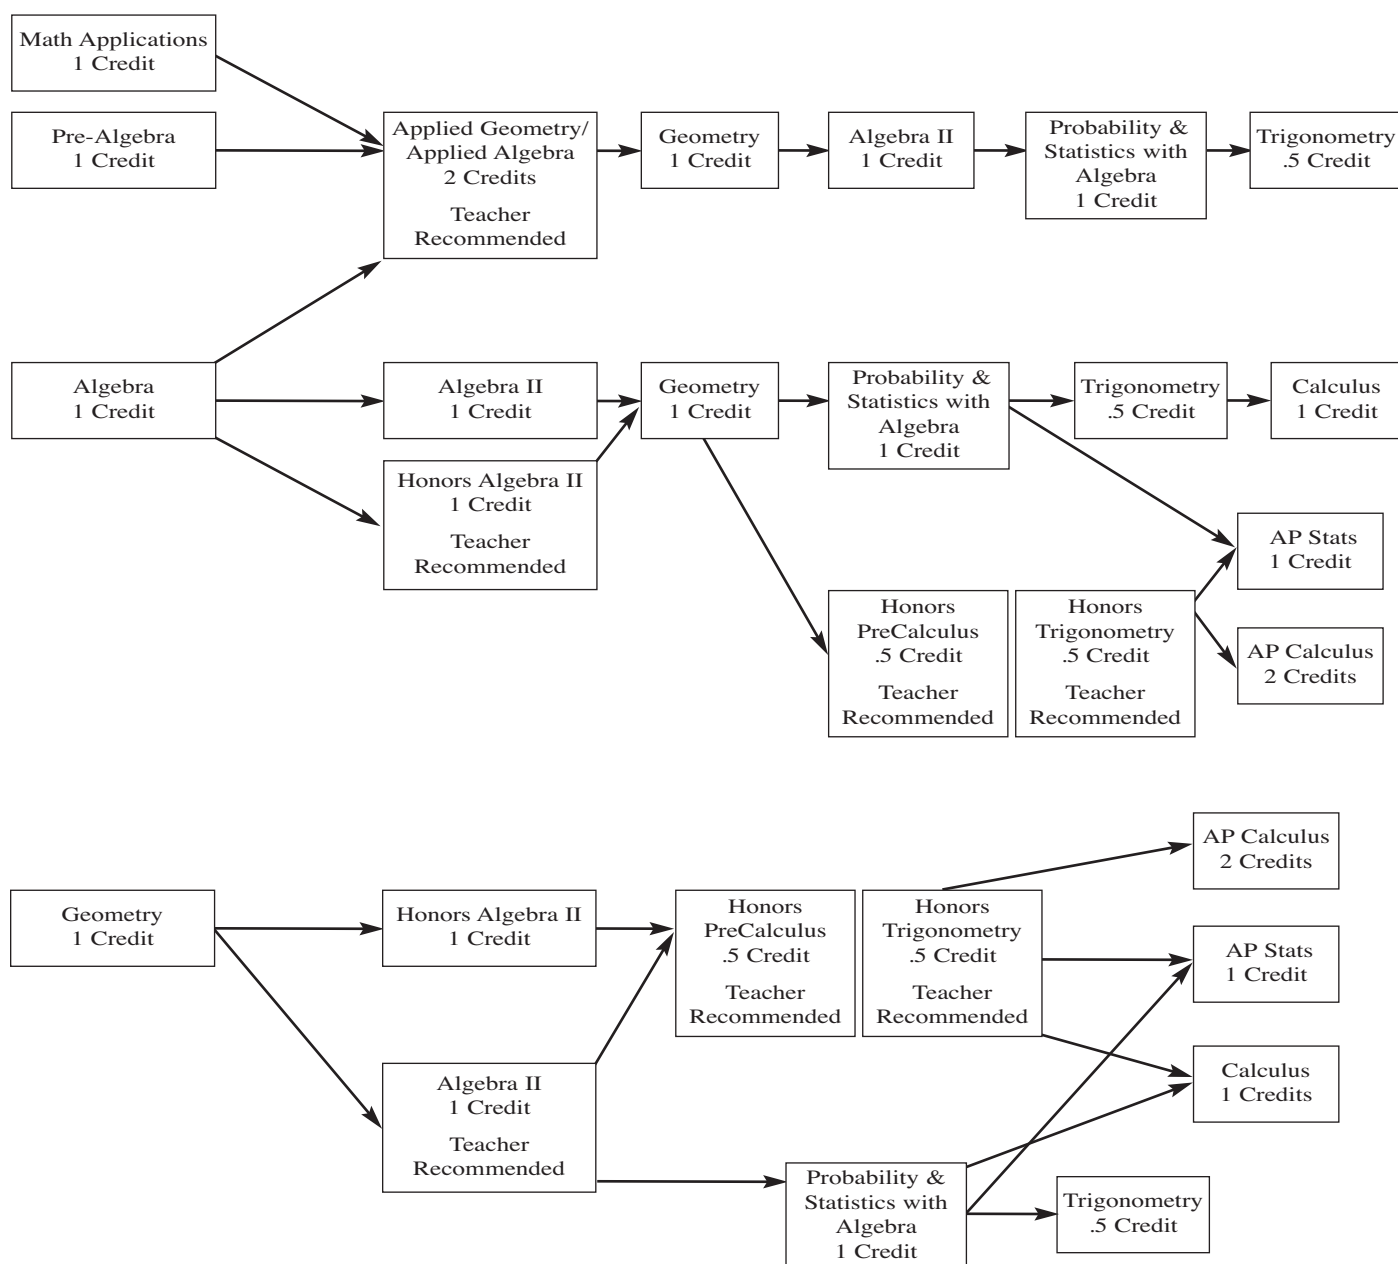 Math Applications
1 Credit
Pre-Algebra
1 Credit
Applied Geometry/
Applied Algebra
2 Credits
Teacher
Recommended
Geometry
1 Credit
Algebra II
1 Credit
Probability &
Statistics with
Algebra
1 Credit
Trigonometry
.5 Credit
Algebra
1 Credit
Algebra II
1 Credit
Honors Algebra II
1 Credit
Teacher
Recommended
Geometry
1 Credit
Probability &
Statistics with
Algebra
1 Credit
Trigonometry
.5 Credit
Calculus
1 Credit
AP Stats
1 Credit
Honors
PreCalculus
.5 Credit
Teacher
Recommended
Honors
Trigonometry
.5 Credit
Teacher
Recommended
AP Calculus
2 Credits
Geometry
1 Credit
Honors Algebra II
1 Credit
Algebra II
1 Credit
Teacher
Recommended
Honors
PreCalculus
.5 Credit
Teacher
Recommended
Honors
Trigonometry
.5 Credit
Teacher
Recommended
AP Calculus
2 Credits
AP Stats
1 Credit
Calculus
1 Credits
Probability &
Statistics with
Algebra
1 Credit
Trigonometry
.5 Credit